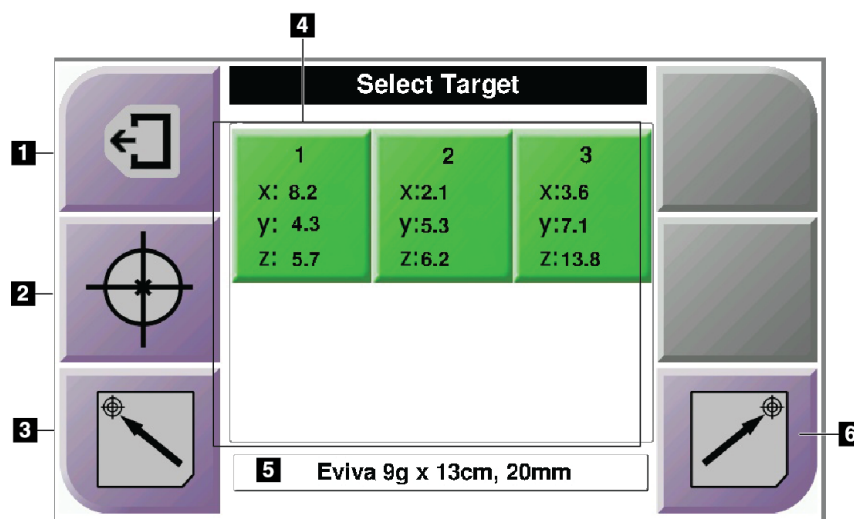 4
Select Target
1
1 2 3
x: 8.2 x:2.1 x:3.6
y: 4.3 y:5.3 y:7.1
z: 5.7 z:6.2 z:13.8
2
3
6
5 Eviva 9g x 13cm, 20mm